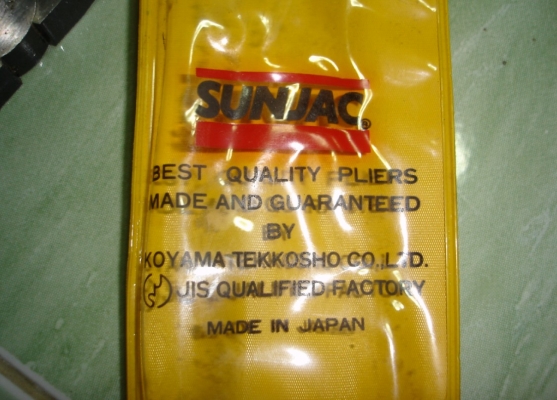 SUNJAC®
BEST QUALITY PLIERS
MADE AND GUARANTEED
BY
KOYAMA TEKKOSHO CO.,LTD.
JIS QUALIFIED FACTORY
MADE IN JAPAN